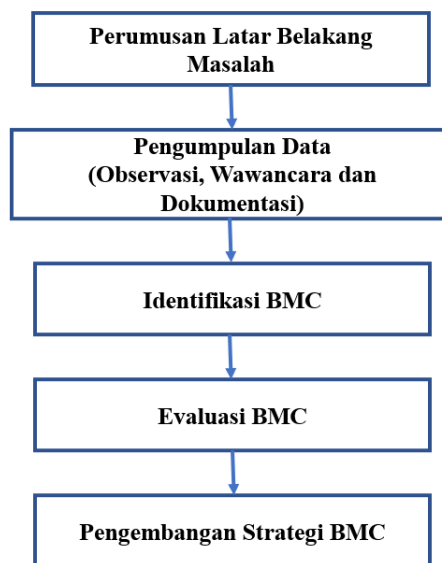 Perumusan Latar Belakang
Masalah
Pengumpulan Data
(Observasi, Wawancara dan
Dokumentasi)
Identifikasi BMC
Evaluasi BMC
Pengembangan Strategi BMC